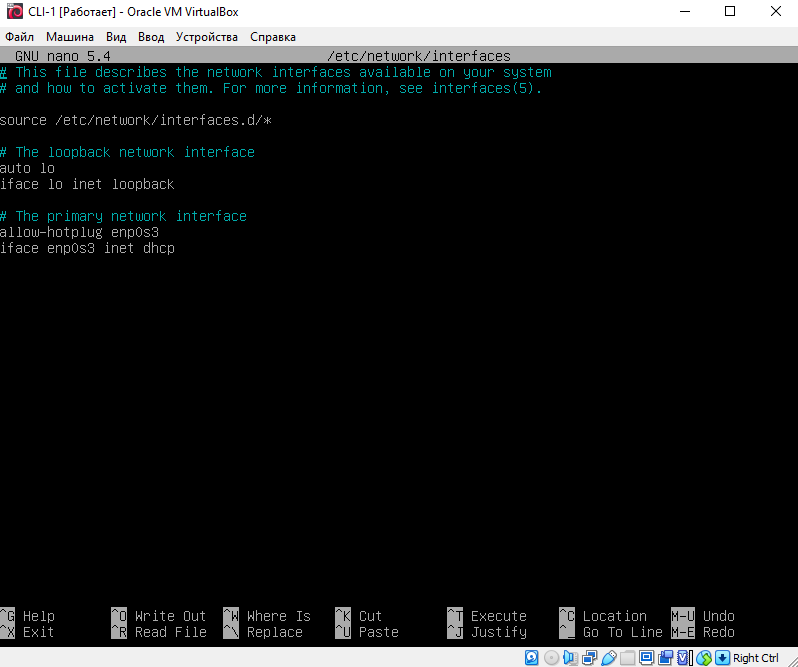 CLI-1 [Работает] - Oracle VM VirtualBox
Файл Машина Вид Ввод Устройства Справка
GNU nano 5.4 /etc/network/interfaces
# This file describes the network interfaces available on your system
# and how to activate them. For more information, see interfaces(5).
source /etc/network/interfaces.d/*
# The loopback network interface
auto lo
iface lo inet loopback
# The primary network interface
allow-hotplug enp0s3
iface enp0s3 inet dhcp
^G Help ^O Write Out ^W Where Is ^K Cut ^T Execute ^C Location M-U Undo
^X Exit ^R Read File ^\ Replace ^U Paste ^J Justify ^_ Go To Line M-E Redo
Right Ctrl